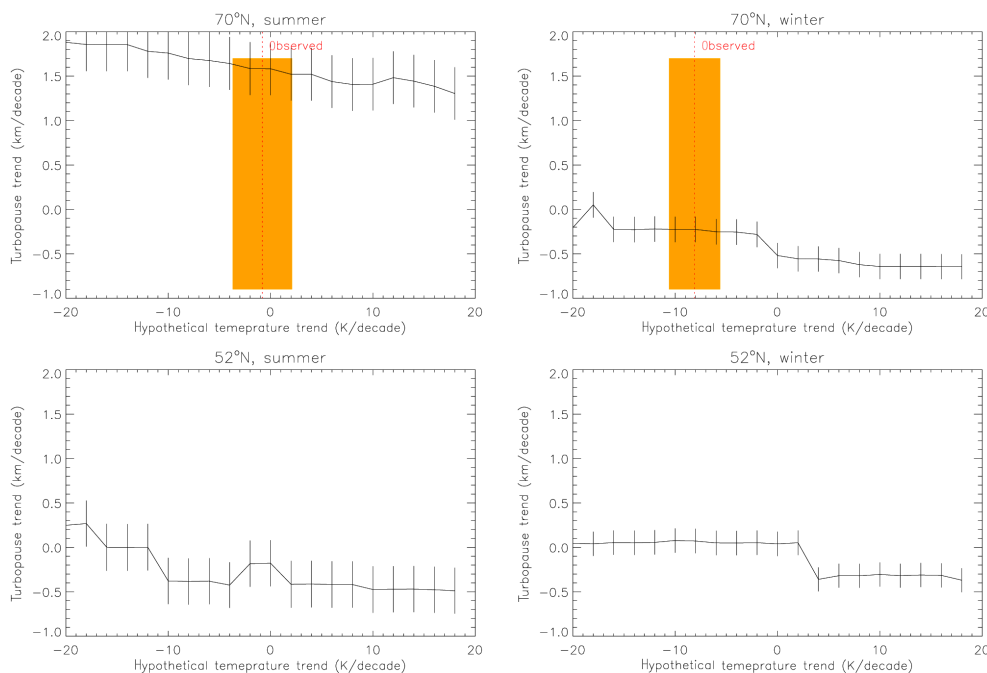 70°N, summer
2.0
1.5
1.0
0.5
0.0
−0.5
−1.0
Turbopause trend (km/decade)
Observed
−20 −10 0 10 20
Hypothetical temeprature trend (K/decade)
70°N, winter
2.0
1.5
1.0
0.5
0.0
−0.5
−1.0
Turbopause trend (km/decade)
Observed
−20 −10 0 10 20
Hypothetical temeprature trend (K/decade)
52°N, summer
2.0
1.5
1.0
0.5
0.0
−0.5
−1.0
Turbopause trend (km/decade)
−20 −10 0 10 20
Hypothetical temeprature trend (K/decade)
52°N, winter
2.0
1.5
1.0
0.5
0.0
−0.5
−1.0
Turbopause trend (km/decade)
−20 −10 0 10 20
Hypothetical temeprature trend (K/decade)